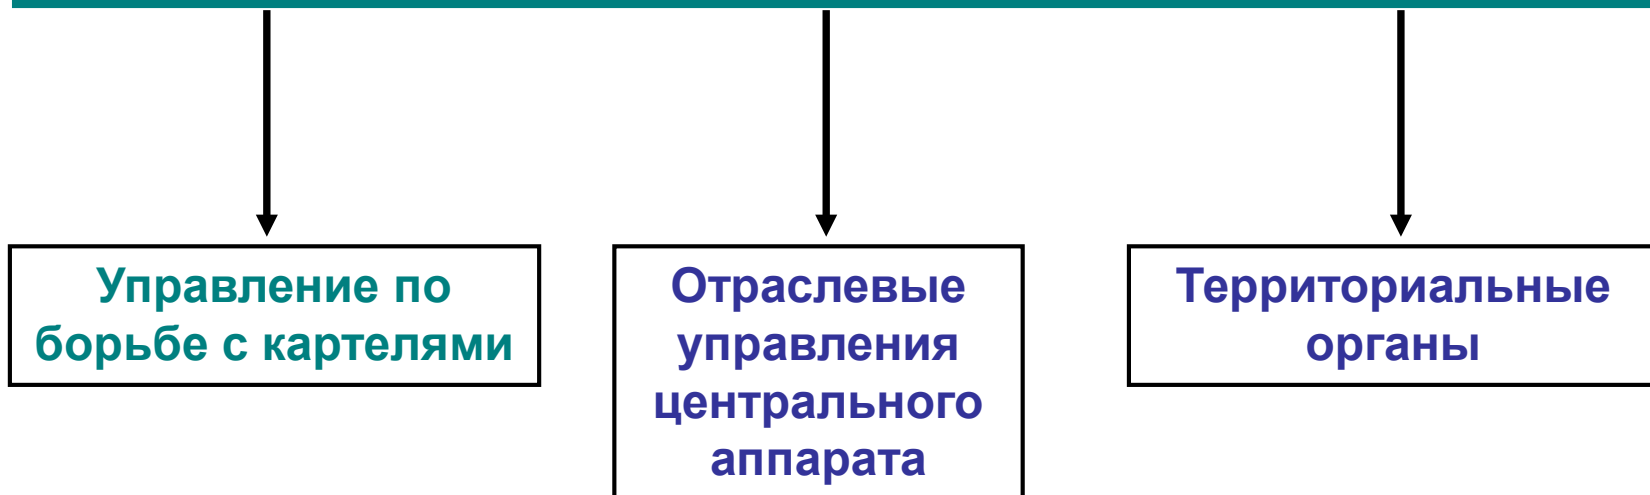 Управление по
борьбе с картелями
Отраслевые
управления
центрального
аппарата
Территориальные
органы